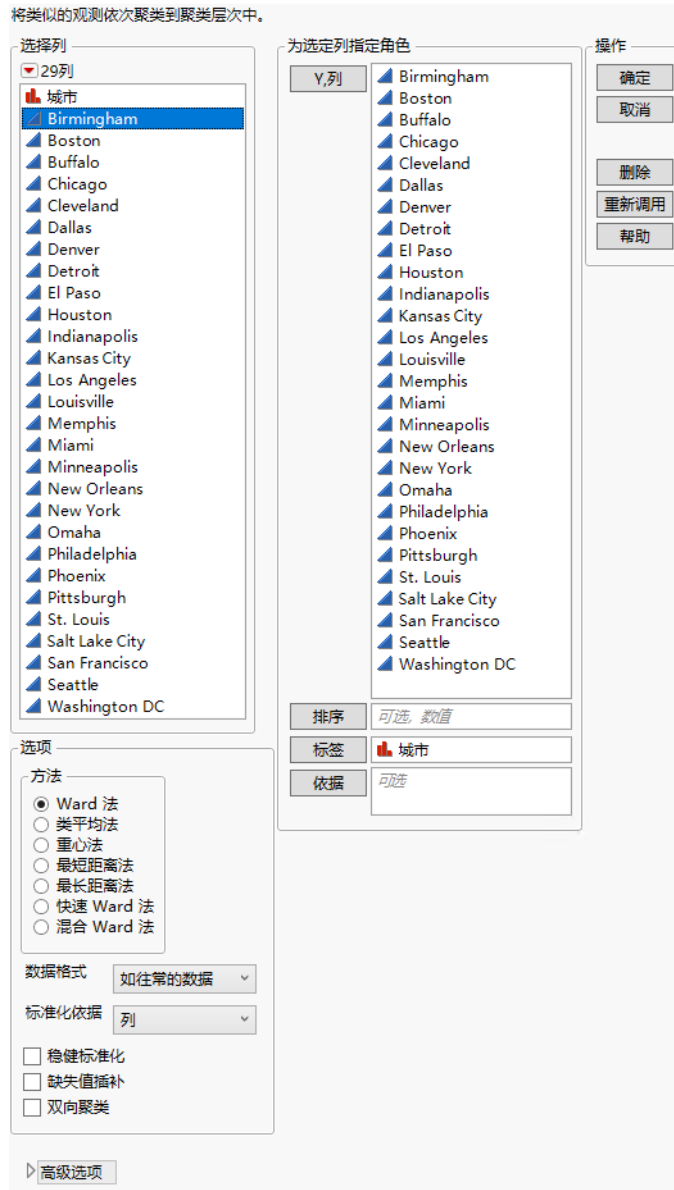 将类似的观测依次聚类到聚类层次中。
选择列
29列
城市
Birmingham
Boston
Buffalo
Chicago
Cleveland
Dallas
Denver
Detroit
El Paso
Houston
Indianapolis
Kansas City
Los Angeles
Louisville
Memphis
Miami
Minneapolis
New Orleans
New York
Omaha
Philadelphia
Phoenix
Pittsburgh
St. Louis
Salt Lake City
San Francisco
Seattle
Washington DC
选项
方法
Ward 法
类平均法
重心法
最短距离法
最长距离法
快速 Ward 法
混合 Ward 法
数据格式 如往常的数据
标准化依据 列
稳健标准化
缺失值插补
双向聚类
高级选项
为选定列指定角色
Y,列
Birmingham
Boston
Buffalo
Chicago
Cleveland
Dallas
Denver
Detroit
El Paso
Houston
Indianapolis
Kansas City
Los Angeles
Louisville
Memphis
Miami
Minneapolis
New Orleans
New York
Omaha
Philadelphia
Phoenix
Pittsburgh
St. Louis
Salt Lake City
San Francisco
Seattle
Washington DC
排序 可选, 数值
标签 城市
依据 可选
操作
确定
取消
删除
重新调用
帮助